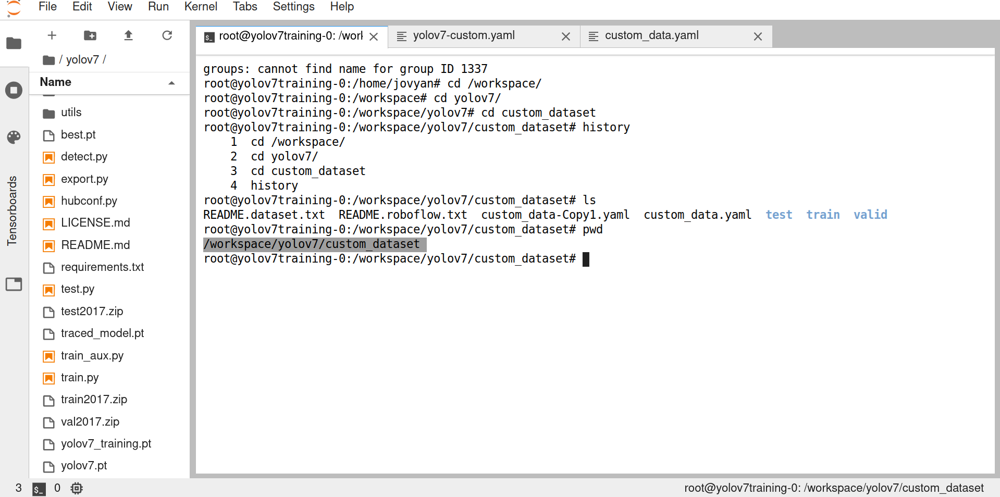 File Edit View Run Kernel Tabs Settings Help
/ yolov7 /
Name
utils
best.pt
detect.py
export.py
hubconf.py
LICENSE.md
README.md
requirements.txt
test.py
test2017.zip
traced_model.pt
train_aux.py
train.py
train2017.zip
val2017.zip
yolov7_training.pt
yolov7.pt
Tensorboards
root@yolov7training-0: /work yolov7-custom.yaml custom_data.yaml
groups: cannot find name for group ID 1337
root@yolov7training-0:/home/jovyan# cd /workspace/
root@yolov7training-0:/workspace# cd yolov7/
root@yolov7training-0:/workspace/yolov7# cd custom_dataset
root@yolov7training-0:/workspace/yolov7/custom_dataset# history
1 cd /workspace/
2 cd yolov7/
3 cd custom_dataset
4 history
root@yolov7training-0:/workspace/yolov7/custom_dataset# ls
README.dataset.txt README.roboflow.txt custom_data-Copy1.yaml custom_data.yaml test train valid
root@yolov7training-0:/workspace/yolov7/custom_dataset# pwd
/workspace/yolov7/custom_dataset
root@yolov7training-0:/workspace/yolov7/custom_dataset#
3 $_ 0 root@yolov7training-0: /workspace/yolov7/custom_dataset